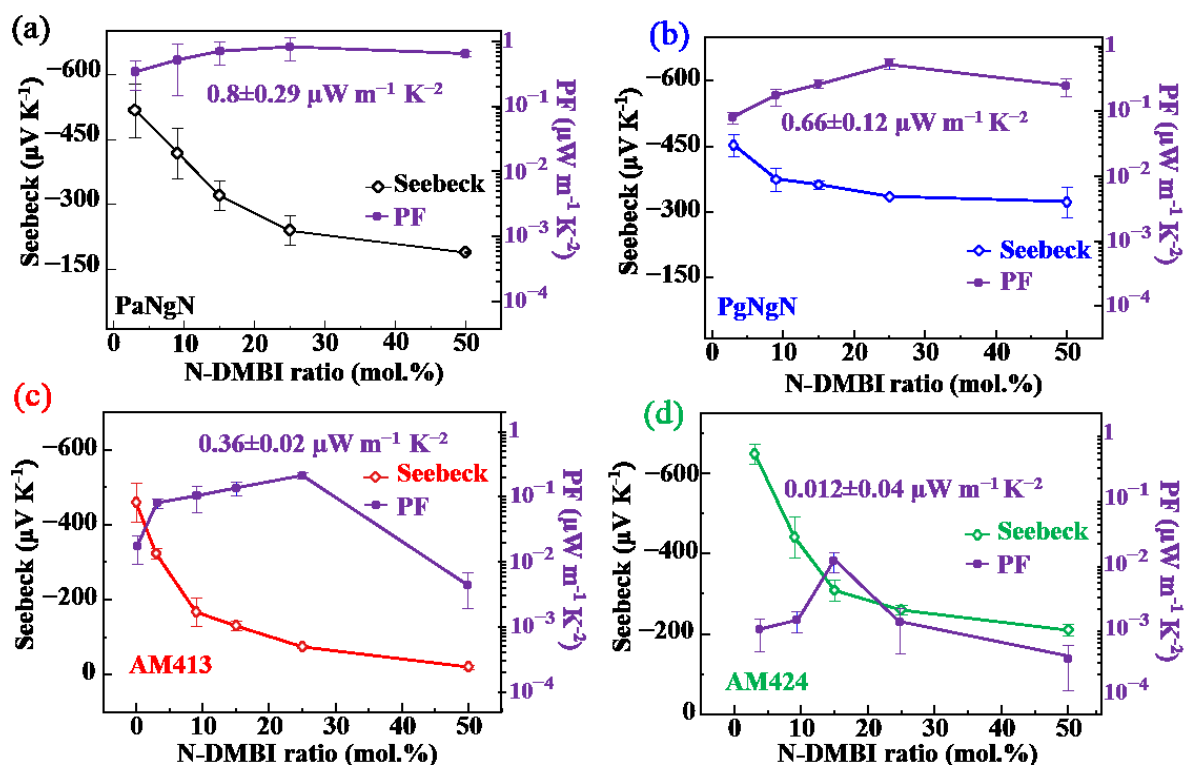 (a)
−600
−450
−300
−150
Seebeck (µV K⁻¹)
0.8±0.29 µW m⁻¹ K⁻²
Seebeck
PF
PaNgN
1
10⁻¹
10⁻²
10⁻³
10⁻⁴
PF (µW m⁻¹ K⁻²)
0 10 20 30 40 50
N-DMBI ratio (mol.%)
(b)
−600
−450
−300
−150
Seebeck (µV K⁻¹)
0.66±0.12 µW m⁻¹ K⁻²
Seebeck
PF
PgNgN
1
10⁻¹
10⁻²
10⁻³
10⁻⁴
PF (µW m⁻¹ K⁻²)
0 10 20 30 40 50
N-DMBI ratio (mol.%)
(c)
−600
−400
−200
0
Seebeck (µV K⁻¹)
0.36±0.02 µW m⁻¹ K⁻²
Seebeck
PF
AM413
1
10⁻¹
10⁻²
10⁻³
10⁻⁴
PF (µW m⁻¹ K⁻²)
0 10 20 30 40 50
N-DMBI ratio (mol.%)
(d)
−600
−400
−200
0
Seebeck (µV K⁻¹)
0.012±0.04 µW m⁻¹ K⁻²
Seebeck
PF
AM424
1
10⁻¹
10⁻²
10⁻³
10⁻⁴
PF (µW m⁻¹ K⁻²)
0 10 20 30 40 50
N-DMBI ratio (mol.%)